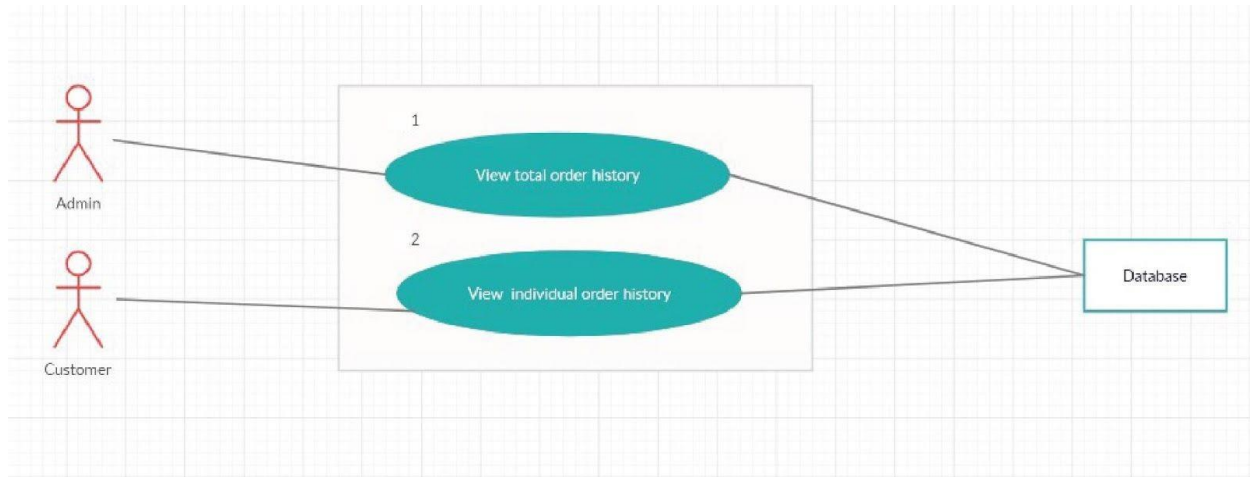 1
View total order history
Admin
2
View individual order history
Database
Customer